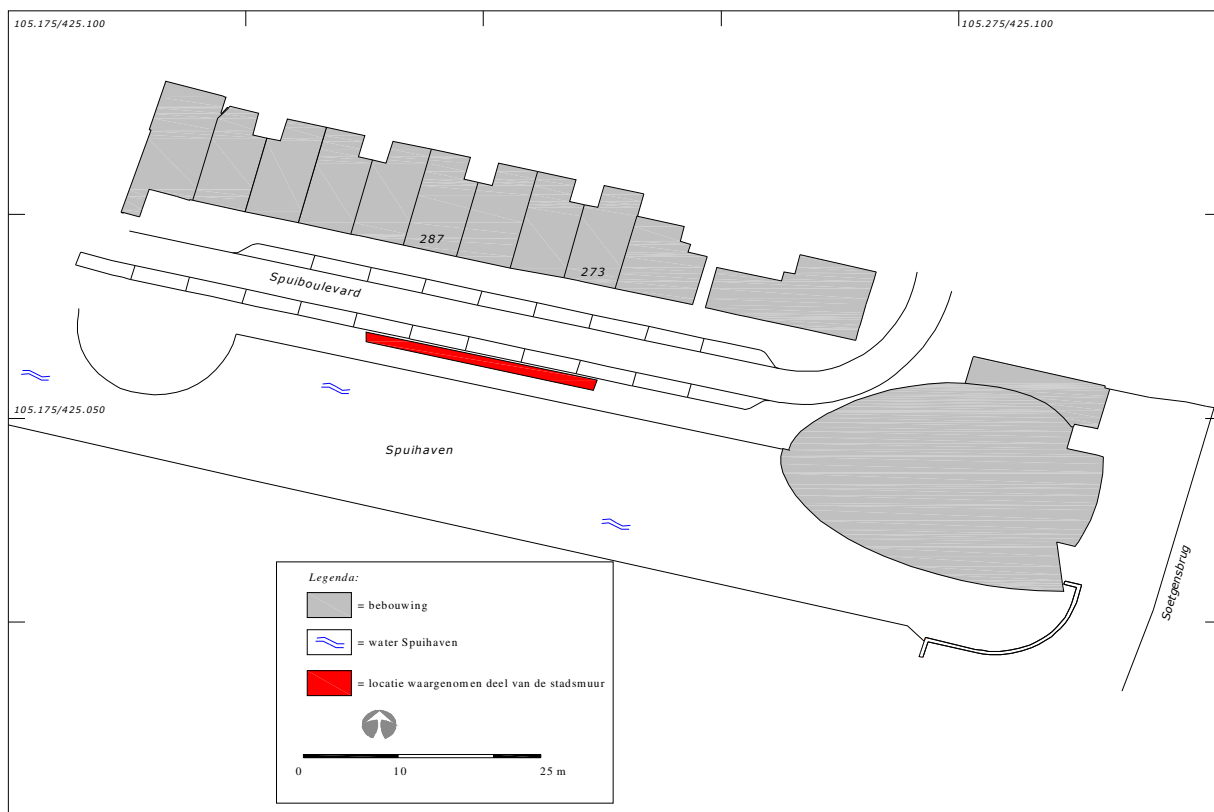 105.175/425.100
105.275/425.100
287
273
Spuiboulevard
105.175/425.050
Spuihaven
Soetgensbrug
Legenda:
= bebouwing
= water Spuihaven
= locatie waargenomen deel van de stadsmuur
0 10 25 m